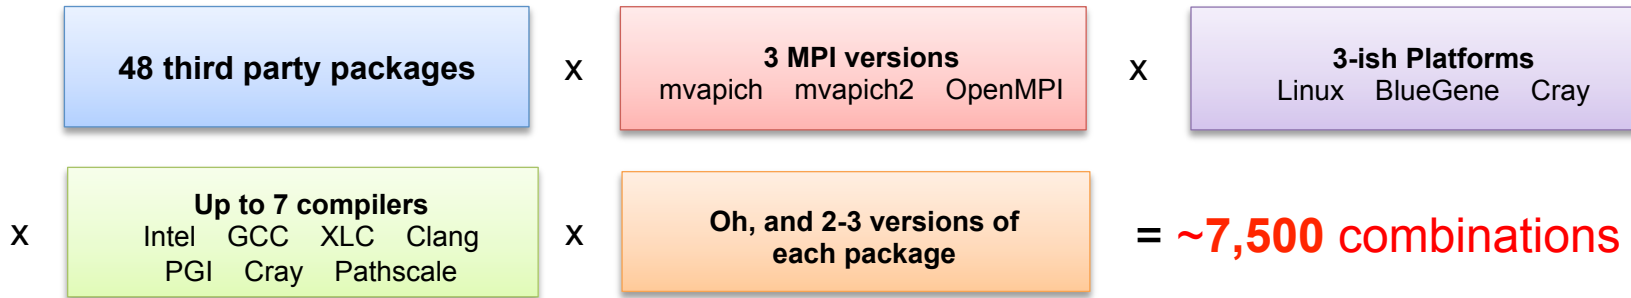 48 third party packages
x
3 MPI versions
mvapich mvapich2 OpenMPI
x
3-ish Platforms
Linux BlueGene Cray
x
Up to 7 compilers
Intel GCC XLC Clang
PGI Cray Pathscale
x
Oh, and 2-3 versions of
each package
= ~7,500 combinations